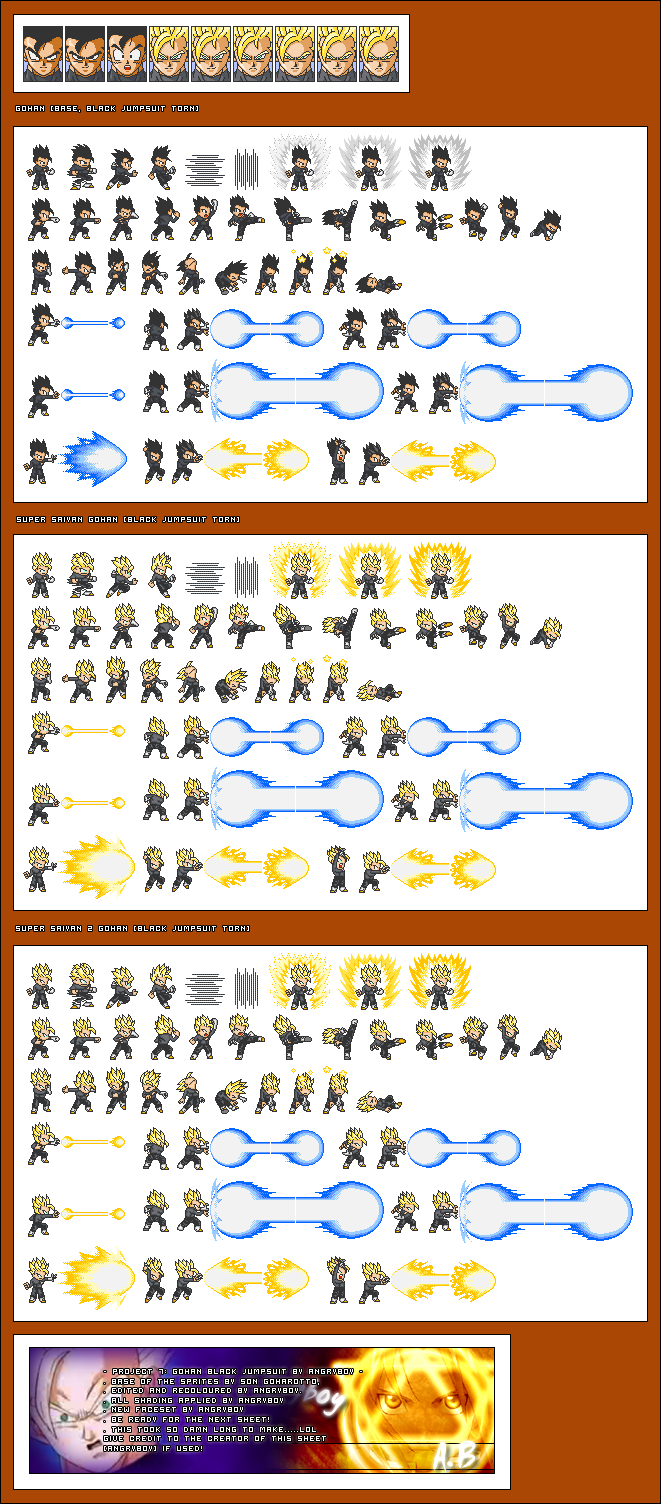 GOHAN [BASE, BLACK JUMPSUIT TORN]
SUPER SAIYAN GOHAN [BLACK JUMPSUIT TORN]
SUPER SAIYAN 2 GOHAN [BLACK JUMPSUIT TORN]
- PROJECT 7: GOHAN BLACK JUMPSUIT BY ANGRYBOY -
. BASE OF THE SPRITES BY SON GOHAROTTO,
. EDITED AND RECOLOURED BY ANGRYBOY.
. ALL SHADING APPLIED BY ANGRYBOY
. NEW FACESET BY ANGRYBOY
. BE READY FOR THE NEXT SHEET!
. THIS TOOK SO DAMN LONG TO MAKE.....LOL
GIVE CREDIT TO THE CREATOR OF THIS SHEET
[ANGRYBOY] IF USED!
Boy
A.B